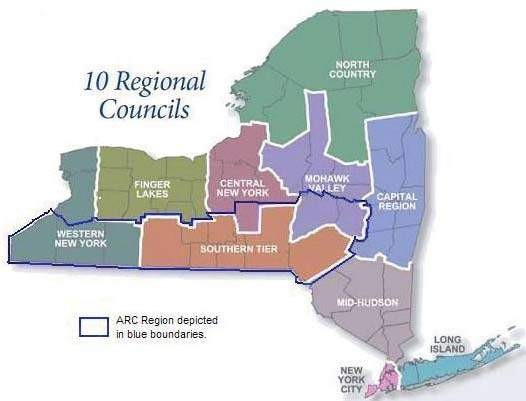 10 Regional
Councils
NORTH
COUNTRY
FINGER
LAKES
CENTRAL
NEW YORK
MOHAWK
VALLEY
CAPITAL
REGION
WESTERN
NEW YORK
SOUTHERN TIER
MID-HUDSON
ARC Region depicted
in blue boundaries.
LONG
ISLAND
NEW
YORK
CITY